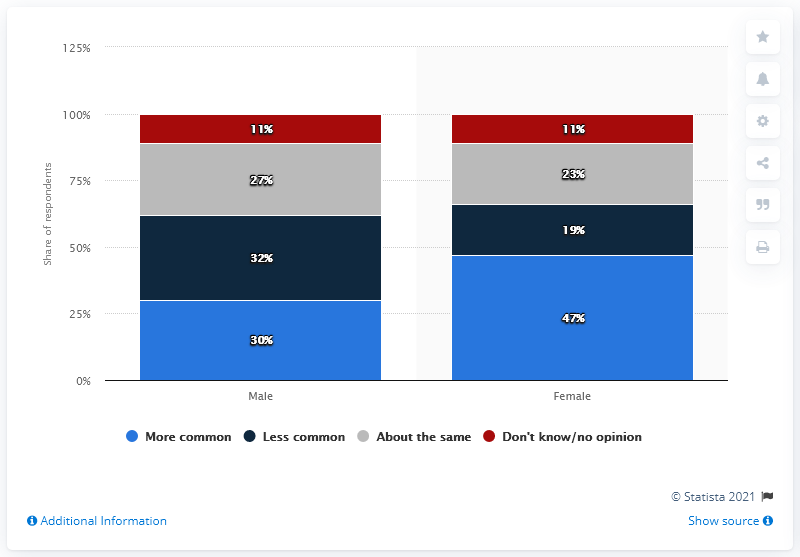 125%
100%
75%
50%
25%
0%
Share of respondents
11%
27%
32%
30%
11%
23%
19%
47%
Male
Female
More common
Less common
About the same
Don't know/no opinion
© Statista 2021
Additional Information
Show source